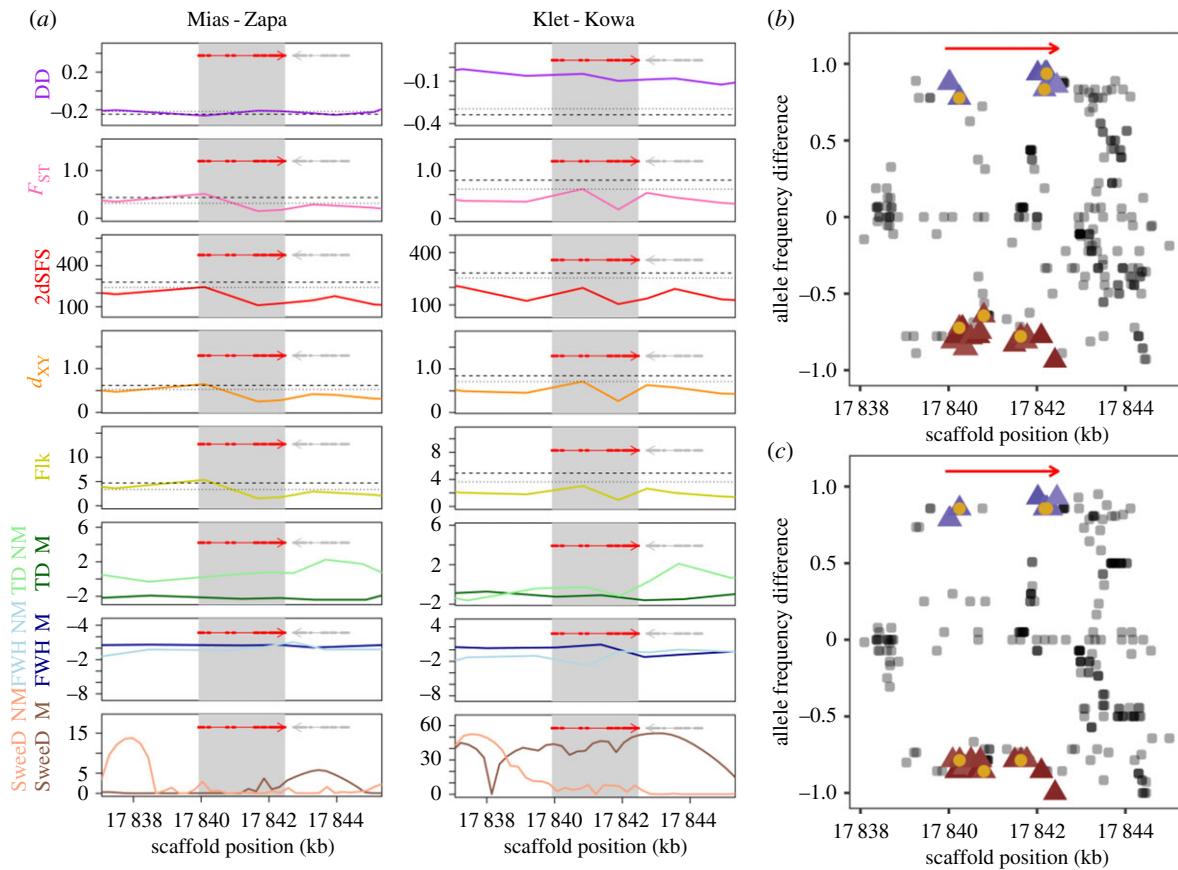 (a)
Mias - Zapa
Klet - Kowa
DD
0.2
−0.2
−0.1
−0.4
FST
1.0
0
1.0
0
2dSFS
400
100
400
100
dXY
1.0
0
1.0
0
Flk
10
5
0
8
4
0
TD NM
TD M
2
−2
6
2
−2
FWH NM
FWH M
−4
−2
−8
−4
−2
−8
SweeD NM
SweeD M
15
5
0
60
30
0
17 838 17 840 17 842 17 844
scaffold position (kb)
17 838 17 840 17 842 17 844
scaffold position (kb)
(b)
allele frequency difference
1.0
0.5
0
−0.5
−1.0
17 838 17 840 17 842 17 844
scaffold position (kb)
(c)
allele frequency difference
1.0
0.5
0
−0.5
−1.0
17 838 17 840 17 842 17 844
scaffold position (kb)